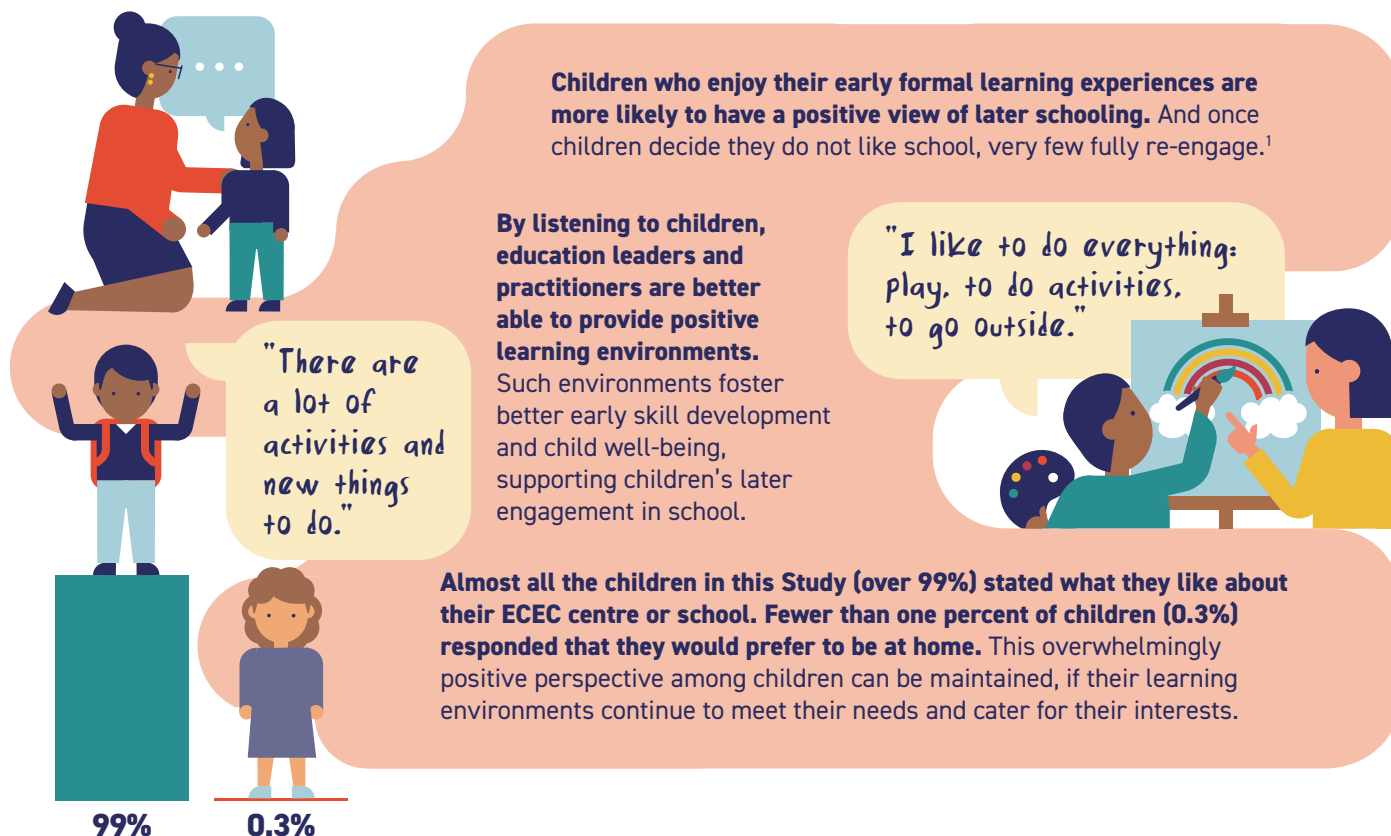 Children who enjoy their early formal learning experiences are
more likely to have a positive view of later schooling. And once
children decide they do not like school, very few fully re-engage.¹
By listening to children,
education leaders and
practitioners are better
able to provide positive
learning environments.
Such environments foster
better early skill development
and child well-being,
supporting children’s later
engagement in school.
"I like to do everything:
play, to do activities,
to go outside."
"There are
a lot of
activities and
new things
to do."
Almost all the children in this Study (over 99%) stated what they like about
their ECEC centre or school. Fewer than one percent of children (0.3%)
responded that they would prefer to be at home. This overwhelmingly
positive perspective among children can be maintained, if their learning
environments continue to meet their needs and cater for their interests.
99%
0.3%